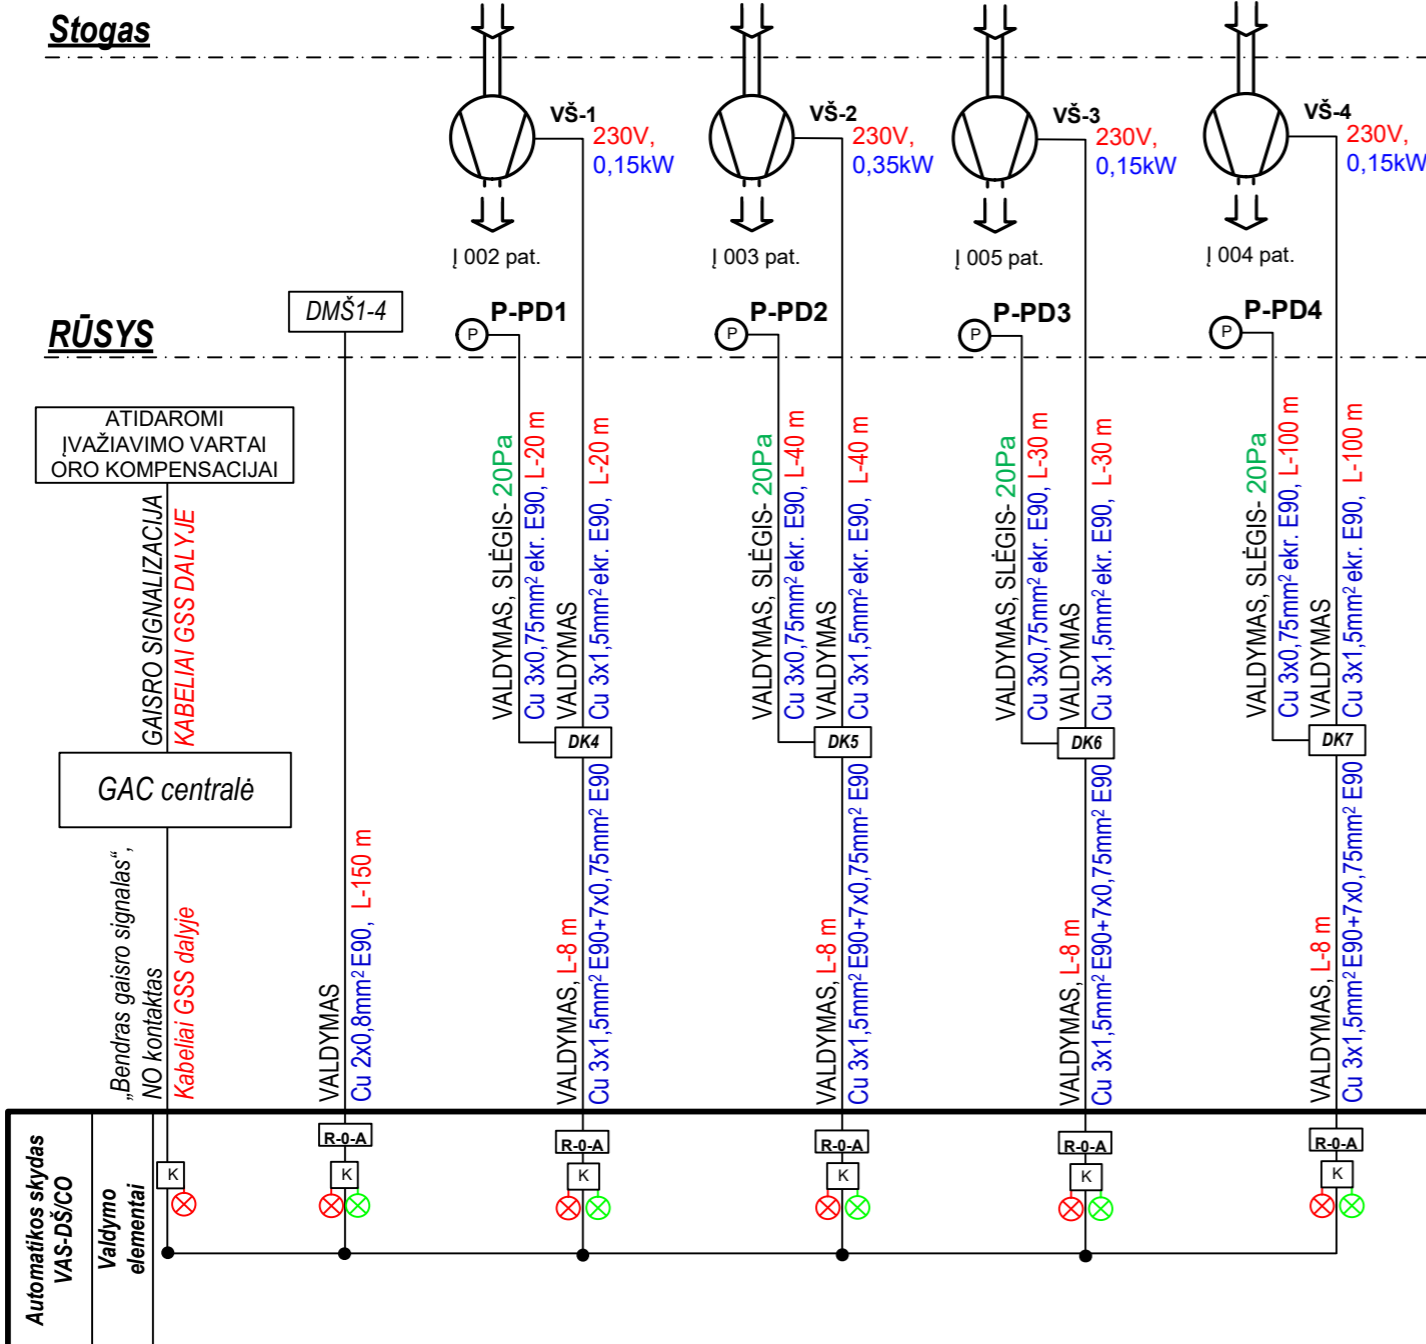 Stogas
VŠ-1
230V,
0,15kW
Į 002 pat.
VŠ-2
230V,
0,35kW
Į 003 pat.
VŠ-3
230V,
0,15kW
Į 005 pat.
VŠ-4
230V,
0,15kW
Į 004 pat.
RŪSYS
DMŠ1-4
P
P-PD1
P
P-PD2
P
P-PD3
P
P-PD4
ATIDAROMI
ĮVAŽIAVIMO VARTAI
ORO KOMPENSACIJAI
GAISRO SIGNALIZACIJA
KABELIAI GSS DALYJE
GAC centralė
„Bendras gaisro signalas“,
NO kontaktas
Kabeliai GSS dalyje
VALDYMAS
Cu 2x0,8mm² E90, L-150 m
VALDYMAS, SLĖGIS- 20Pa
Cu 3x0,75mm² ekr. E90, L-20 m
VALDYMAS
Cu 3x1,5mm² ekr. E90, L-20 m
DK4
VALDYMAS, L-8 m
Cu 3x1,5mm² E90+7x0,75mm² E90
VALDYMAS, SLĖGIS- 20Pa
Cu 3x0,75mm² ekr. E90, L-40 m
VALDYMAS
Cu 3x1,5mm² ekr. E90, L-40 m
DK5
VALDYMAS, L-8 m
Cu 3x1,5mm² E90+7x0,75mm² E90
VALDYMAS, SLĖGIS- 20Pa
Cu 3x0,75mm² ekr. E90, L-30 m
VALDYMAS
Cu 3x1,5mm² ekr. E90, L-30 m
DK6
VALDYMAS, L-8 m
Cu 3x1,5mm² E90+7x0,75mm² E90
VALDYMAS, SLĖGIS- 20Pa
Cu 3x0,75mm² ekr. E90, L-100 m
VALDYMAS
Cu 3x1,5mm² ekr. E90, L-100 m
DK7
VALDYMAS, L-8 m
Cu 3x1,5mm² E90+7x0,75mm² E90
Automatikos skydas
VAS-DŠ/CO
Valdymo
elementai
K
R-0-A
K
R-0-A
K
R-0-A
K
R-0-A
K
R-0-A
K